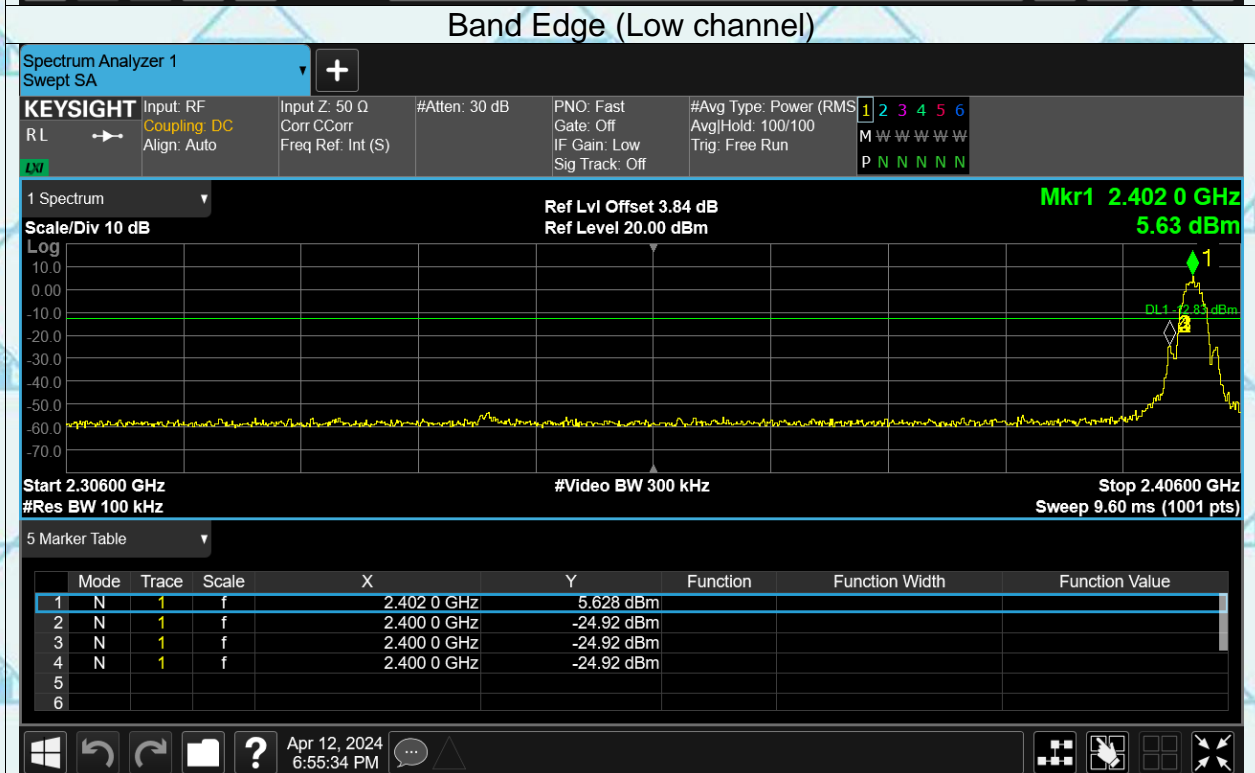 Band Edge (Low channel)
Spectrum Analyzer 1
Swept SA
+
KEYSIGHT Input: RF Input Z: 50 Ω #Atten: 30 dB PNO: Fast #Avg Type: Power (RMS 1 2 3 4 5 6
R L Coupling: DC Corr CCorr Gate: Off Avg|Hold: 100/100 M W W W W W
Align: Auto Freq Ref: Int (S) IF Gain: Low Trig: Free Run
LXI Sig Track: Off P N N N N N
1 Spectrum Ref Lvl Offset 3.84 dB Mkr1 2.402 0 GHz
Scale/Div 10 dB Ref Level 20.00 dBm 5.63 dBm
Log
1
10.0
0.00
-10.0 DL1 -12.83 dBm
-20.0
-30.0
-40.0
-50.0
-60.0
-70.0
Start 2.30600 GHz #Video BW 300 kHz Stop 2.40600 GHz
#Res BW 100 kHz Sweep 9.60 ms (1001 pts)
5 Marker Table
Mode Trace Scale X Y Function Function Width Function Value
1 N 1 f 2.402 0 GHz 5.628 dBm
2 N 1 f 2.400 0 GHz -24.92 dBm
3 N 1 f 2.400 0 GHz -24.92 dBm
4 N 1 f 2.400 0 GHz -24.92 dBm
5
6
? Apr 12, 2024
6:55:34 PM